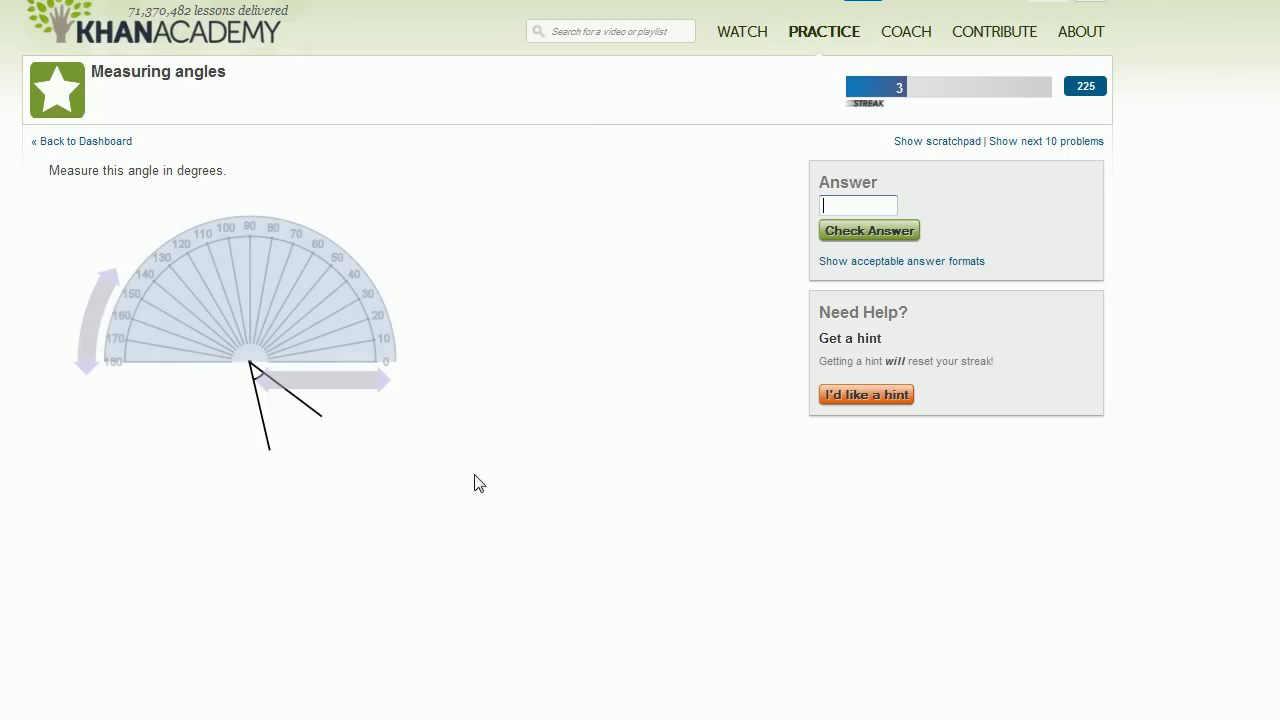 71,370,482 lessons delivered
KHANACADEMY
Search for a video or playlist
WATCH PRACTICE COACH CONTRIBUTE ABOUT
Measuring angles
3
STREAK
225
« Back to Dashboard
Show scratchpad | Show next 10 problems
Measure this angle in degrees.
0 10 20 30 40 50 60 70 80 90 100 110 120 130 140 150 160 170 180
Answer
Check Answer
Show acceptable answer formats
Need Help?
Get a hint
Getting a hint will reset your streak!
I'd like a hint